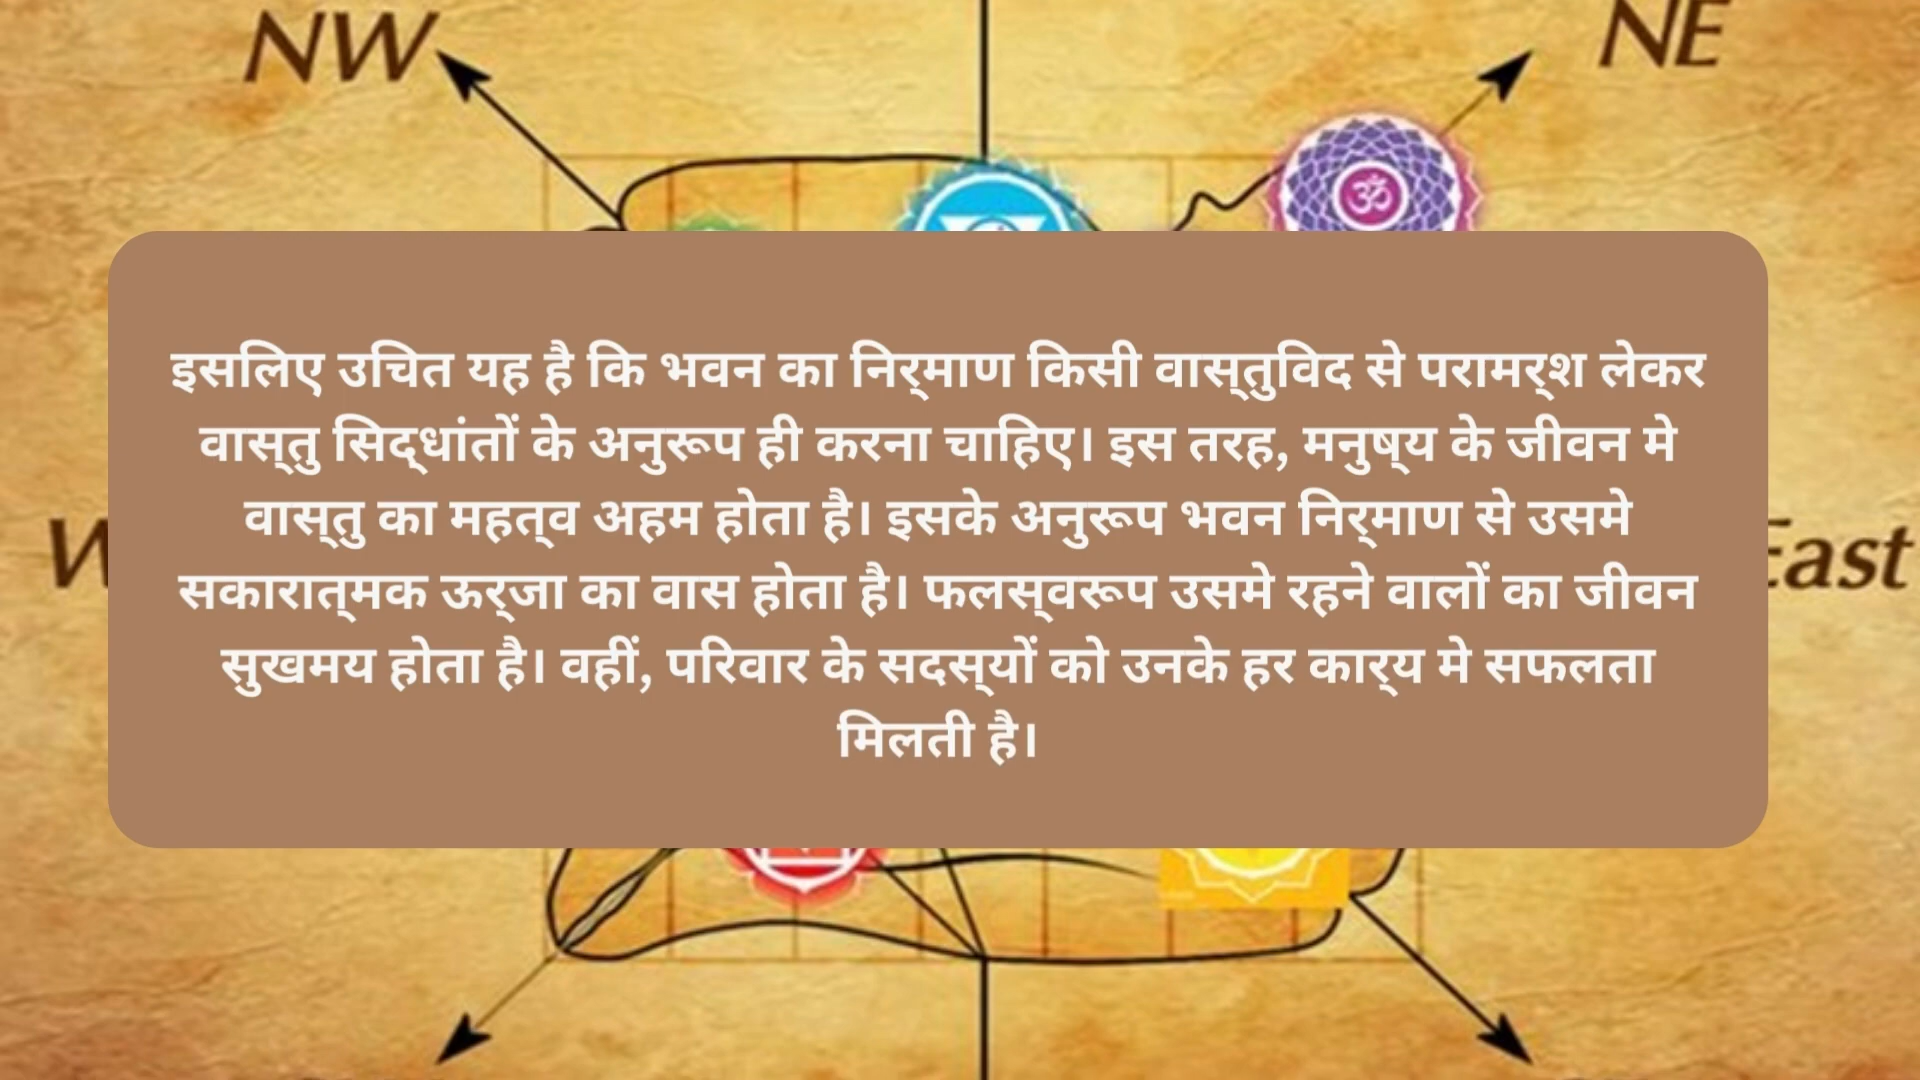 NW
NE
इसलिए उचित यह है कि भवन का निर्माण किसी वास्तुविद से परामर्श लेकर
वास्तु सिद्धांतों के अनुरूप ही करना चाहिए। इस तरह, मनुष्य के जीवन मे
वास्तु का महत्व अहम होता है। इसके अनुरूप भवन निर्माण से उसमे
सकारात्मक ऊर्जा का वास होता है। फलस्वरूप उसमे रहने वालों का जीवन
सुखमय होता है। वहीं, परिवार के सदस्यों को उनके हर कार्य मे सफलता
मिलती है।
East
ॐ